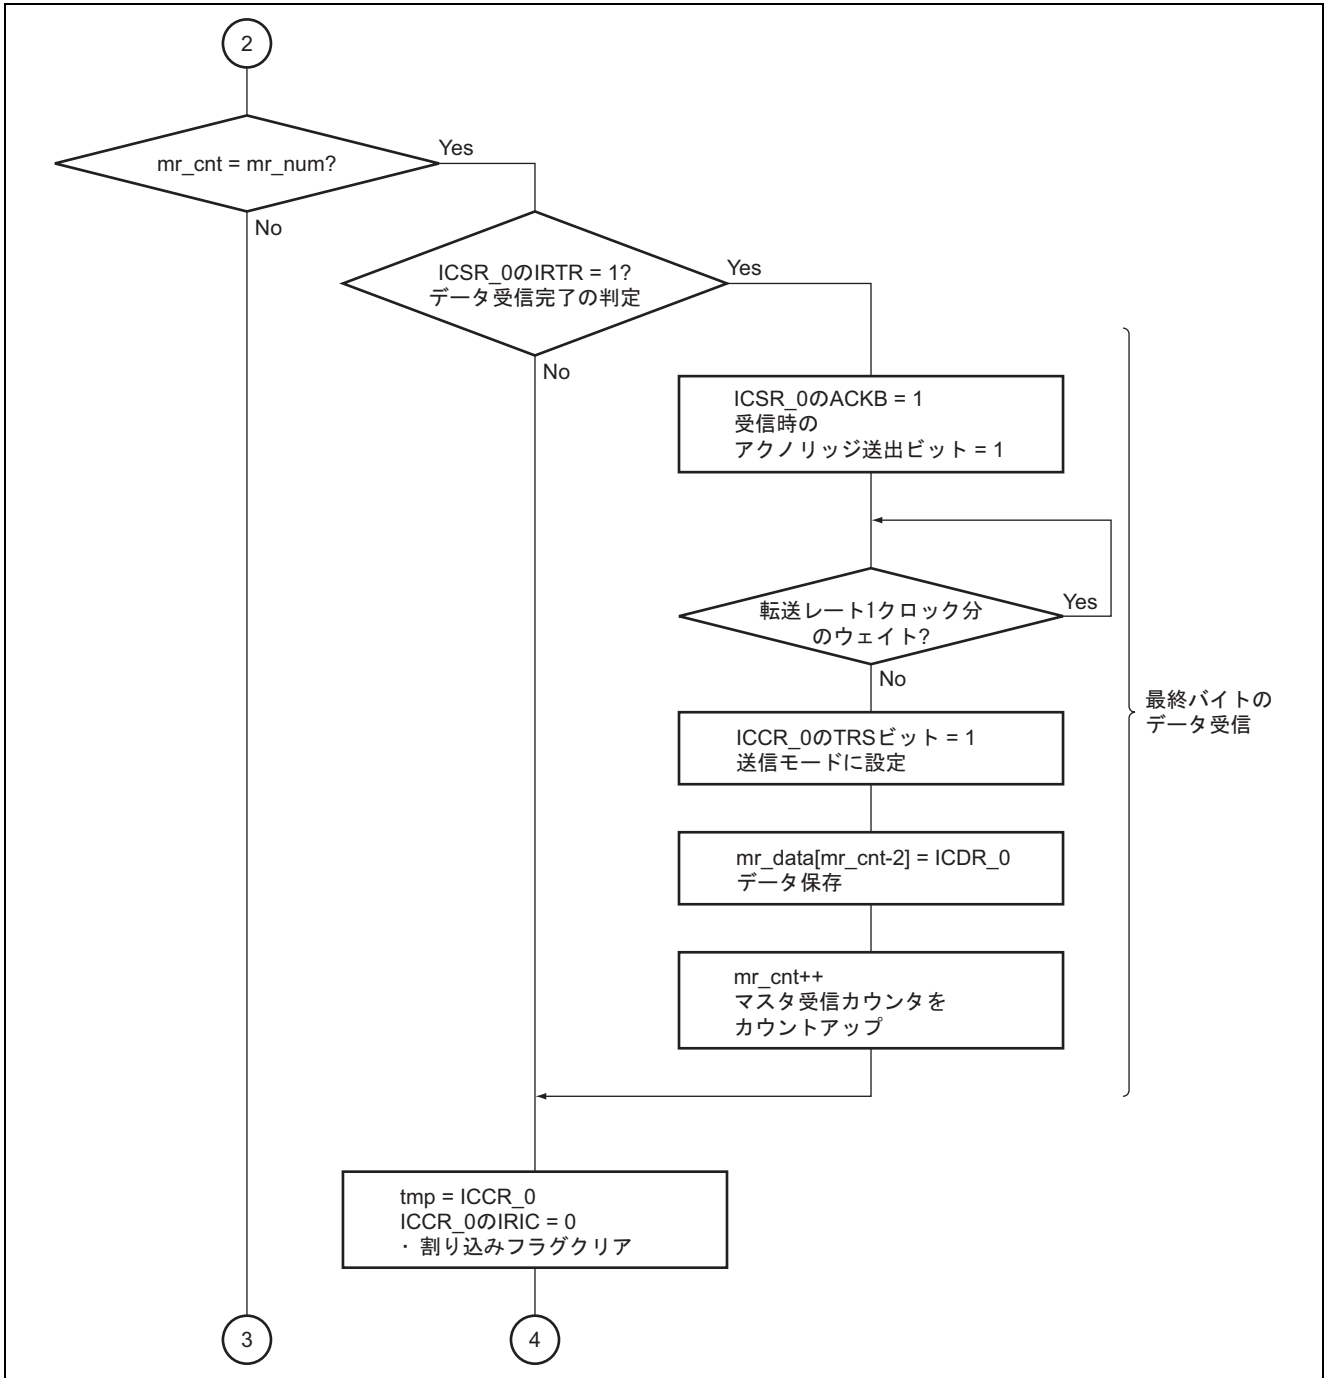 2
mr_cnt = mr_num?
Yes
No
ICSR_0のIRTR = 1?
データ受信完了の判定
Yes
No
ICSR_0のACKB = 1
受信時の
アクノリッジ送出ビット = 1
転送レート1クロック分
のウェイト?
Yes
No
ICCR_0のTRSビット = 1
送信モードに設定
mr_data[mr_cnt-2] = ICDR_0
データ保存
mr_cnt++
マスタ受信カウンタを
カウントアップ
最終バイトの
データ受信
tmp = ICCR_0
ICCR_0のIRIC = 0
・割り込みフラグクリア
3
4